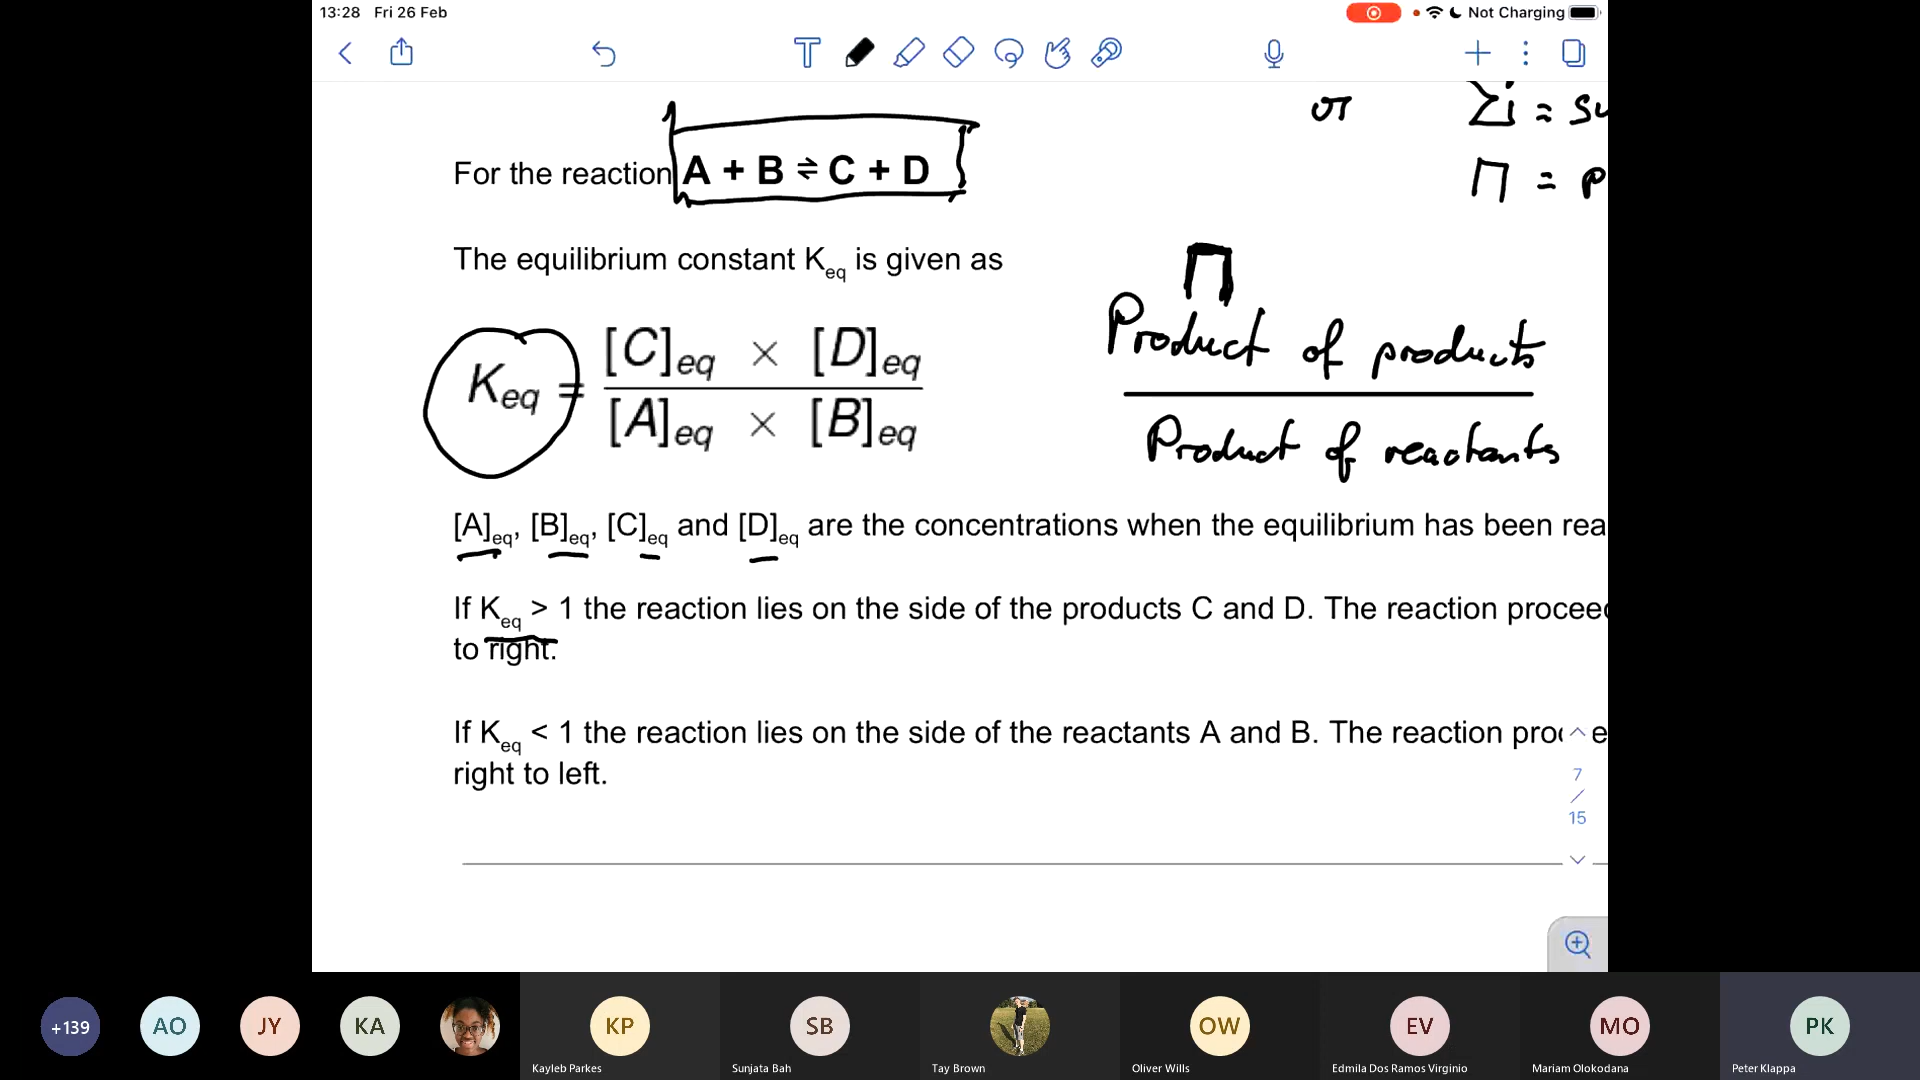 13:28 Fri 26 Feb
Not Charging
or Σi = su
Π = p
For the reaction A + B ⇌ C + D
The equilibrium constant Keq is given as
Π
Keq = [C]eq × [D]eq
[A]eq × [B]eq
Product of products
Product of reactants
[A]eq, [B]eq, [C]eq and [D]eq are the concentrations when the equilibrium has been rea
If Keq > 1 the reaction lies on the side of the products C and D. The reaction proceed
to right.
If Keq < 1 the reaction lies on the side of the reactants A and B. The reaction proc e
right to left.
7
/
15
+139 AO JY KA KP SB OW EV MO PK
Kayleb Parkes Sunjata Bah Tay Brown Oliver Wills Edmila Dos Ramos Virginio Mariam Olokodana Peter Klappa